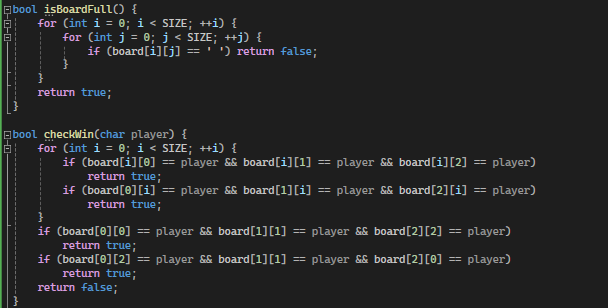 bool isBoardFull() {
    for (int i = 0; i < SIZE; ++i) {
        for (int j = 0; j < SIZE; ++j) {
            if (board[i][j] == ' ') return false;
        }
    }
    return true;
}

bool checkWin(char player) {
    for (int i = 0; i < SIZE; ++i) {
        if (board[i][0] == player && board[i][1] == player && board[i][2] == player)
            return true;
        if (board[0][i] == player && board[1][i] == player && board[2][i] == player)
            return true;
    }
    if (board[0][0] == player && board[1][1] == player && board[2][2] == player)
        return true;
    if (board[0][2] == player && board[1][1] == player && board[2][0] == player)
        return true;
    return false;
}